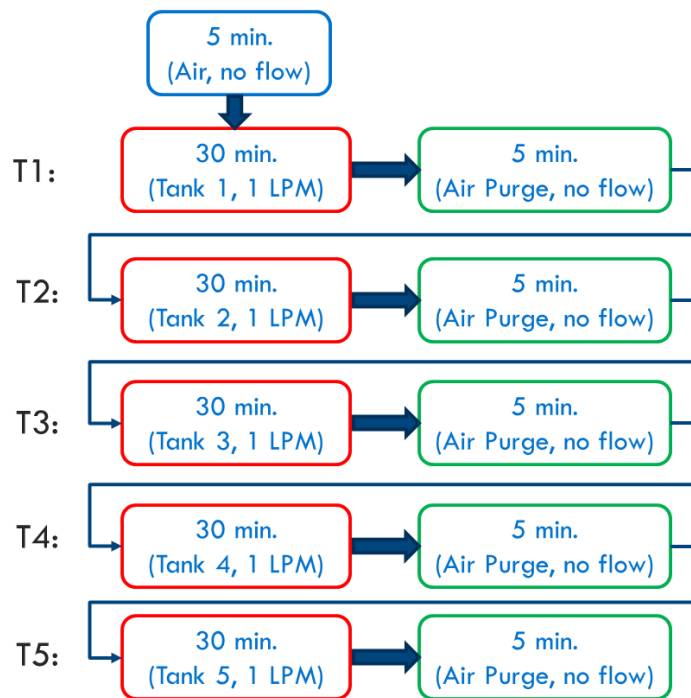 5 min.
(Air, no flow)
T1:
30 min.
(Tank 1, 1 LPM)
5 min.
(Air Purge, no flow)
T2:
30 min.
(Tank 2, 1 LPM)
5 min.
(Air Purge, no flow)
T3:
30 min.
(Tank 3, 1 LPM)
5 min.
(Air Purge, no flow)
T4:
30 min.
(Tank 4, 1 LPM)
5 min.
(Air Purge, no flow)
T5:
30 min.
(Tank 5, 1 LPM)
5 min.
(Air Purge, no flow)